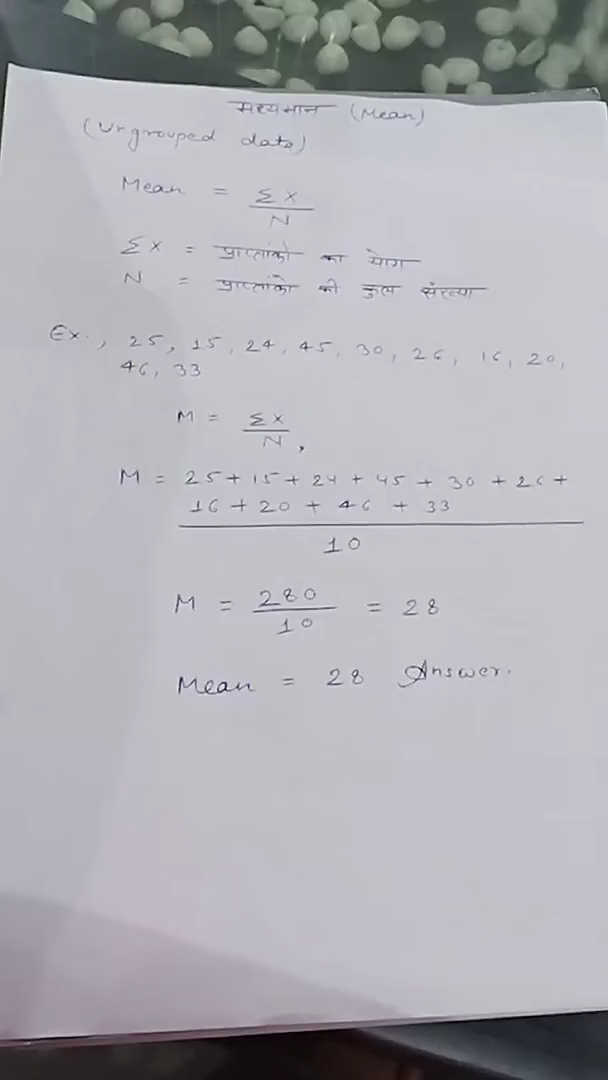 मध्यमान (Mean)
(Ungrouped data)
Mean = ΣX
N
ΣX = प्राप्तांको का योग
N = प्राप्तांको की कुल संख्या
Ex., 25, 15, 24, 45, 30, 26, 16, 20,
46, 33
M = ΣX
N,
M = 25 + 15 + 24 + 45 + 30 + 26 +
16 + 20 + 46 + 33
10
M = 280 = 28
10
Mean = 28 Answer.